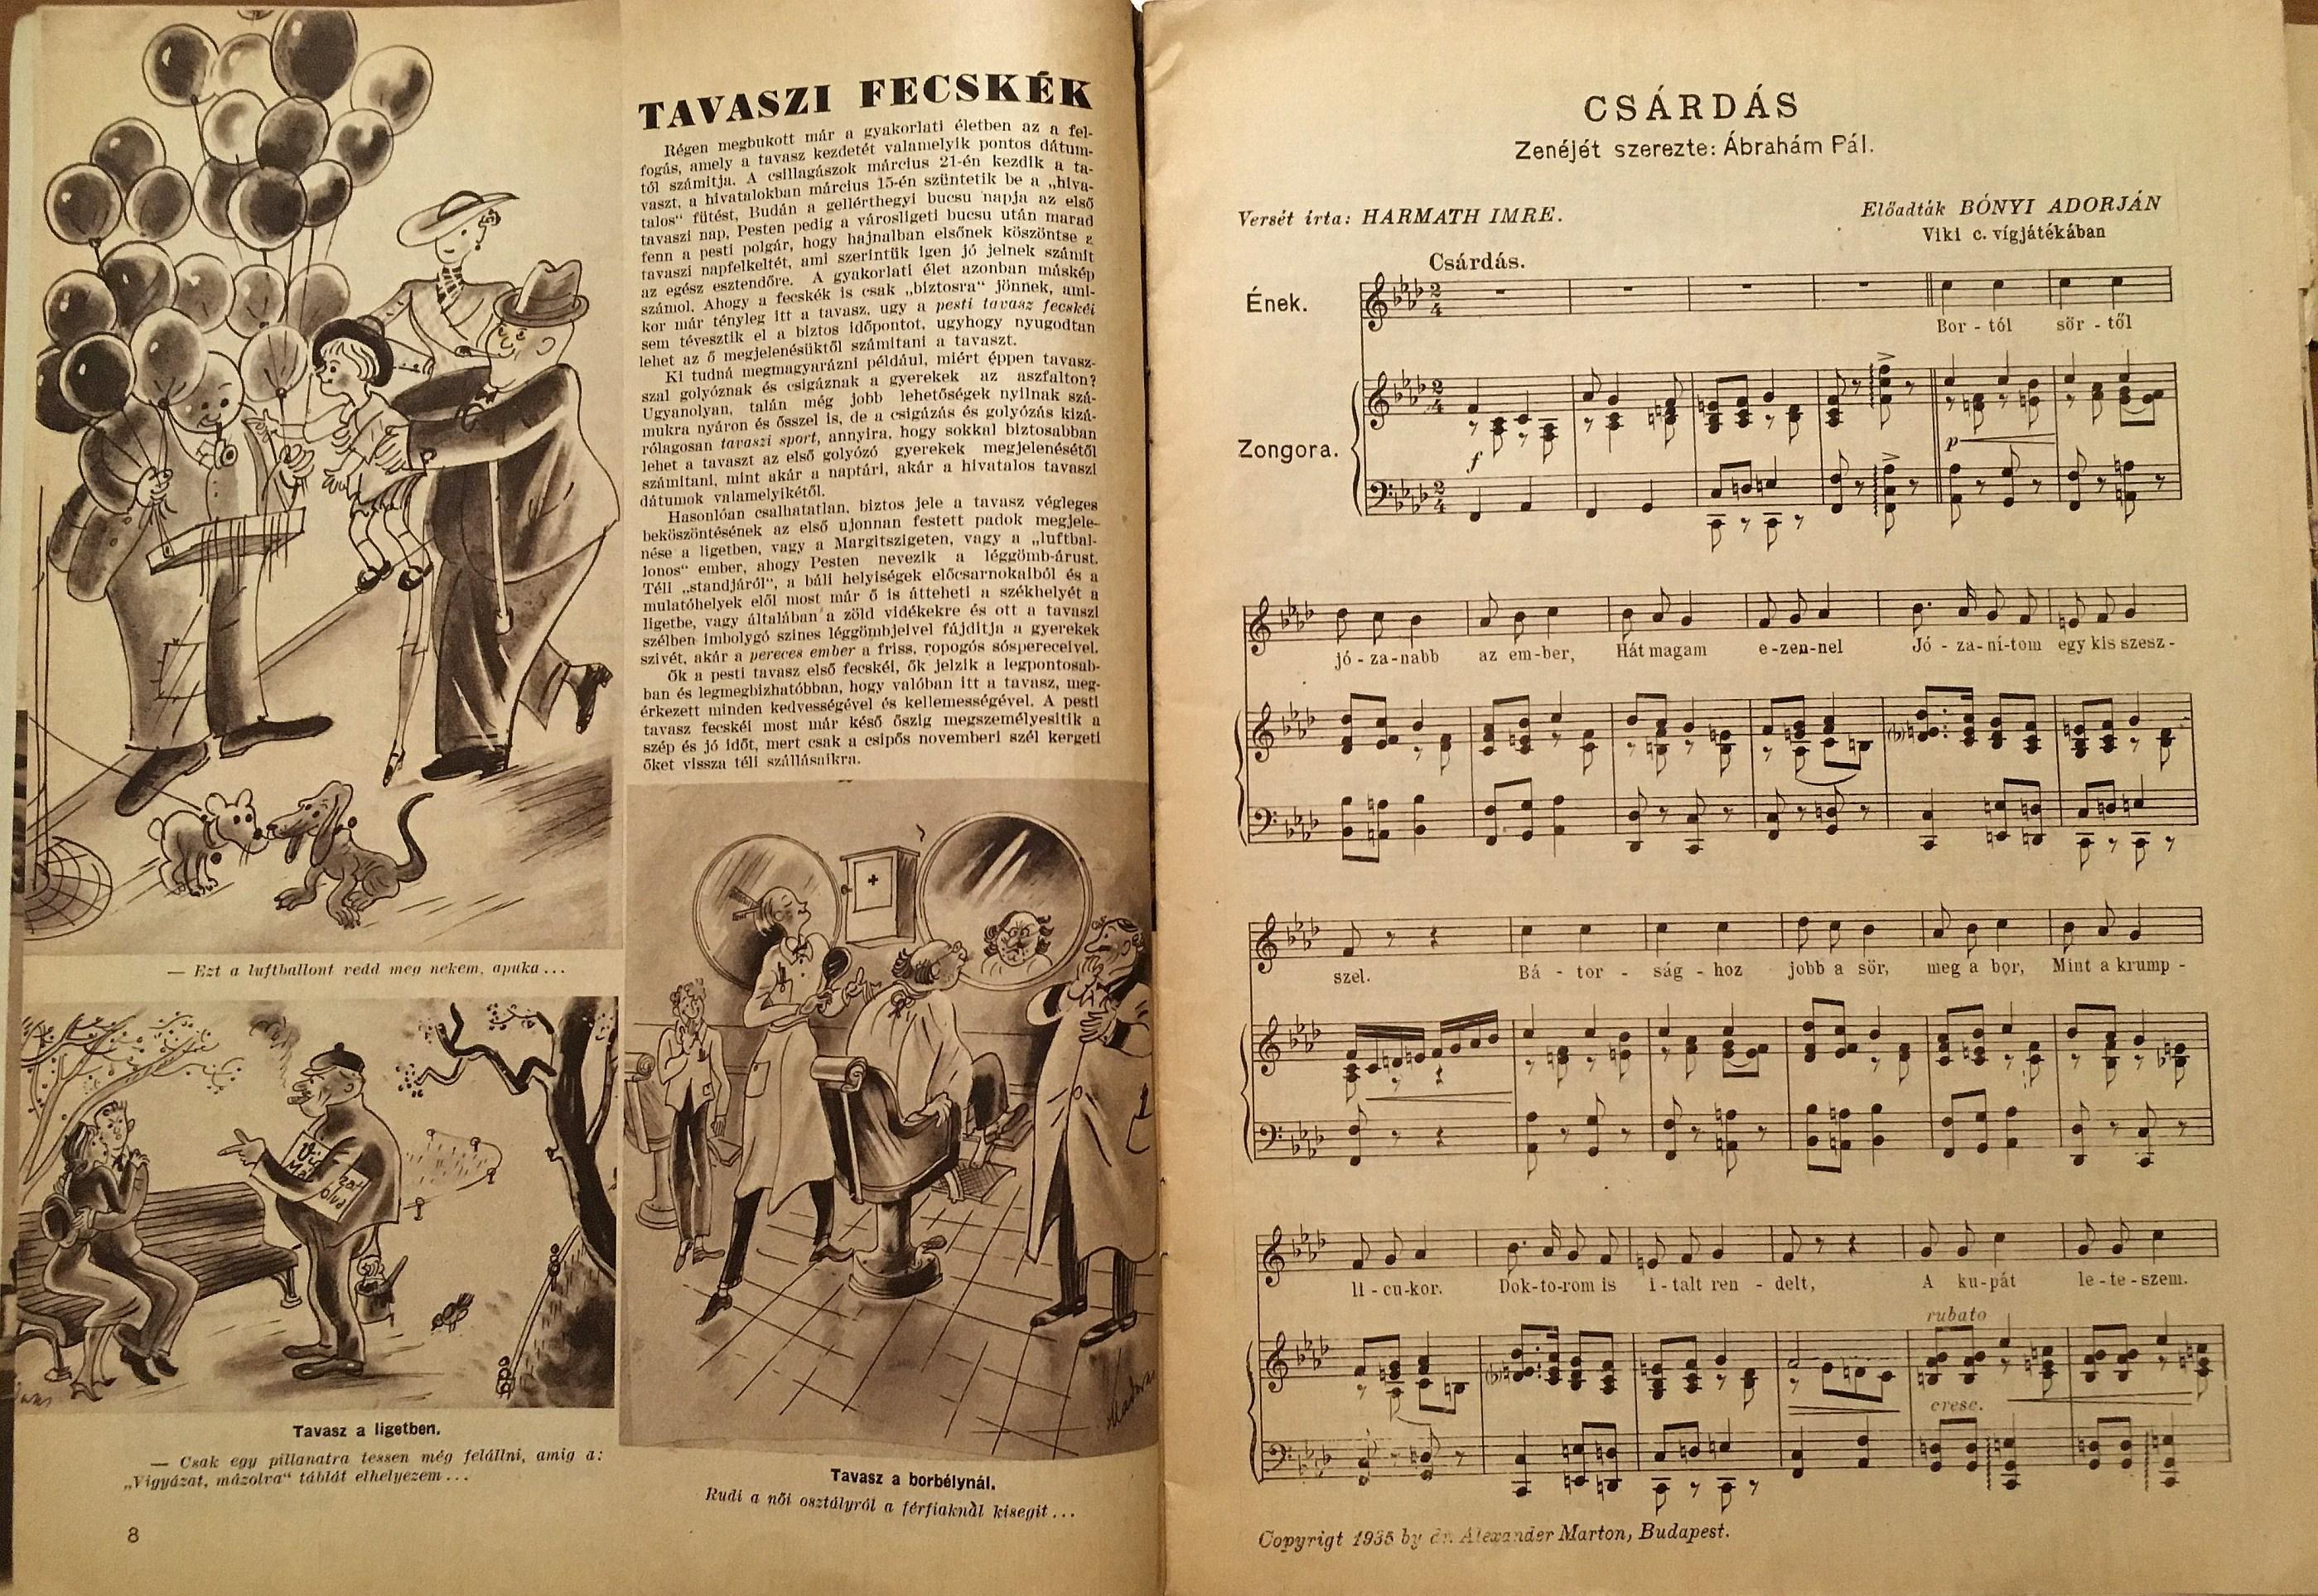 TAVASZI FECSKÉK
Régen megbukott már a gyakorlati életben az a fel-
fogás, amely a tavasz kezdetét valamelyik pontos dátum-
tól számitja. A csillagászok március 21-én kezdik a ta-
vaszt, a hivatalokban március 15-én szüntetik be a „hiva-
talos“ fütést, Budán a gellérthegyi bucsu napja az első
tavaszi nap, Pesten pedig a városligeti bucsu után marad
fenn a pesti polgár, hogy hajnalban elsőnek köszöntse a
tavaszi napfelkeltét, ami szerintük igen jó jelnek számit
az egész esztendőre. A gyakorlati élet azonban máskép
számol. Ahogy a fecskék is csak „biztosra“ jönnek, ami-
kor már tényleg itt a tavasz, ugy a pesti tavasz fecskéi
sem tévesztik el a biztos időpontot, ugyhogy nyugodtan
lehet az ő megjelenésüktől számitani a tavaszt.
Ki tudná megmagyarázni például, miért éppen tavasz-
szal golyóznak és csigáznak a gyerekek az aszfalton?
Ugyanolyan, talán még jobb lehetőségek nyilnak szá-
mukra nyáron és ősszel is, de a csigázás és golyózás kizá-
rólagosan tavaszi sport, annyira, hogy sokkal biztosabban
lehet a tavaszt az első golyózó gyerekek megjelenésétől
számitani, mint akár a naptári, akár a hivatalos tavaszi
dátumok valamelyikétől.
Hasonlóan csalhatatlan, biztos jele a tavasz végleges
beköszöntésének az első ujonnan festett padok megjele-
nése a ligetben, vagy a Margitszigeten, vagy a „luftbal-
lonos“ ember, ahogy Pesten nevezik a léggömb-árust.
Téli „standjáról“, a báli helyiségek előcsarnokaiból és a
mulatóhelyek elől most már ő is átteheti a székhelyét a
ligetbe, vagy általában a zöld vidékekre és ott a tavaszi
szélben imbolygó szines léggömbjeivel fájditja a gyerekek
szivét, akár a pereces ember a friss, ropogós sóspereceivel.
Ők a pesti tavasz első fecskéi, ők jelzik a legpontosab-
ban és legmegbizhatóbban, hogy valóban itt a tavasz, meg-
érkezett minden kedvességével és kellemességével. A pesti
tavasz fecskéi most már késő őszig megszemélyesitik a
szép és jó időt, mert csak a csipős novemberi szél kergeti
őket vissza téli szállásaikra.
— Ezt a luftballont vedd meg nekem, apuka...
Tavasz a ligetben.
— Csak egy pillanatra tessen még felállni, amig a:
„Vigyázat, mázolva“ táblát elhelyezem...
Tavasz a borbélynál.
Rudi a női osztályról a férfiaknál kisegit...
8
CSÁRDÁS
Zenéjét szerezte: Ábrahám Pál.
Versét írta: HARMATH IMRE.
Előadták BÓNYI ADORJÁN
Viki c. vígjátékában
Csárdás.
Ének.
Bor - tól sör - től
Zongora.
f
p
jó - za - nabb az em - ber, Hát magam e - zen - nel Jó - za - ní - tom egy kis szesz -
szel. Bá - tor - ság - hoz jobb a sör, meg a bor, Mint a krump -
li - cu - kor. Dok - to - rom is i - talt ren - delt, A ku - pát le - te - szem.
rubato
cresc.
Copyrigt 1935 by dr. Alexander Marton, Budapest.